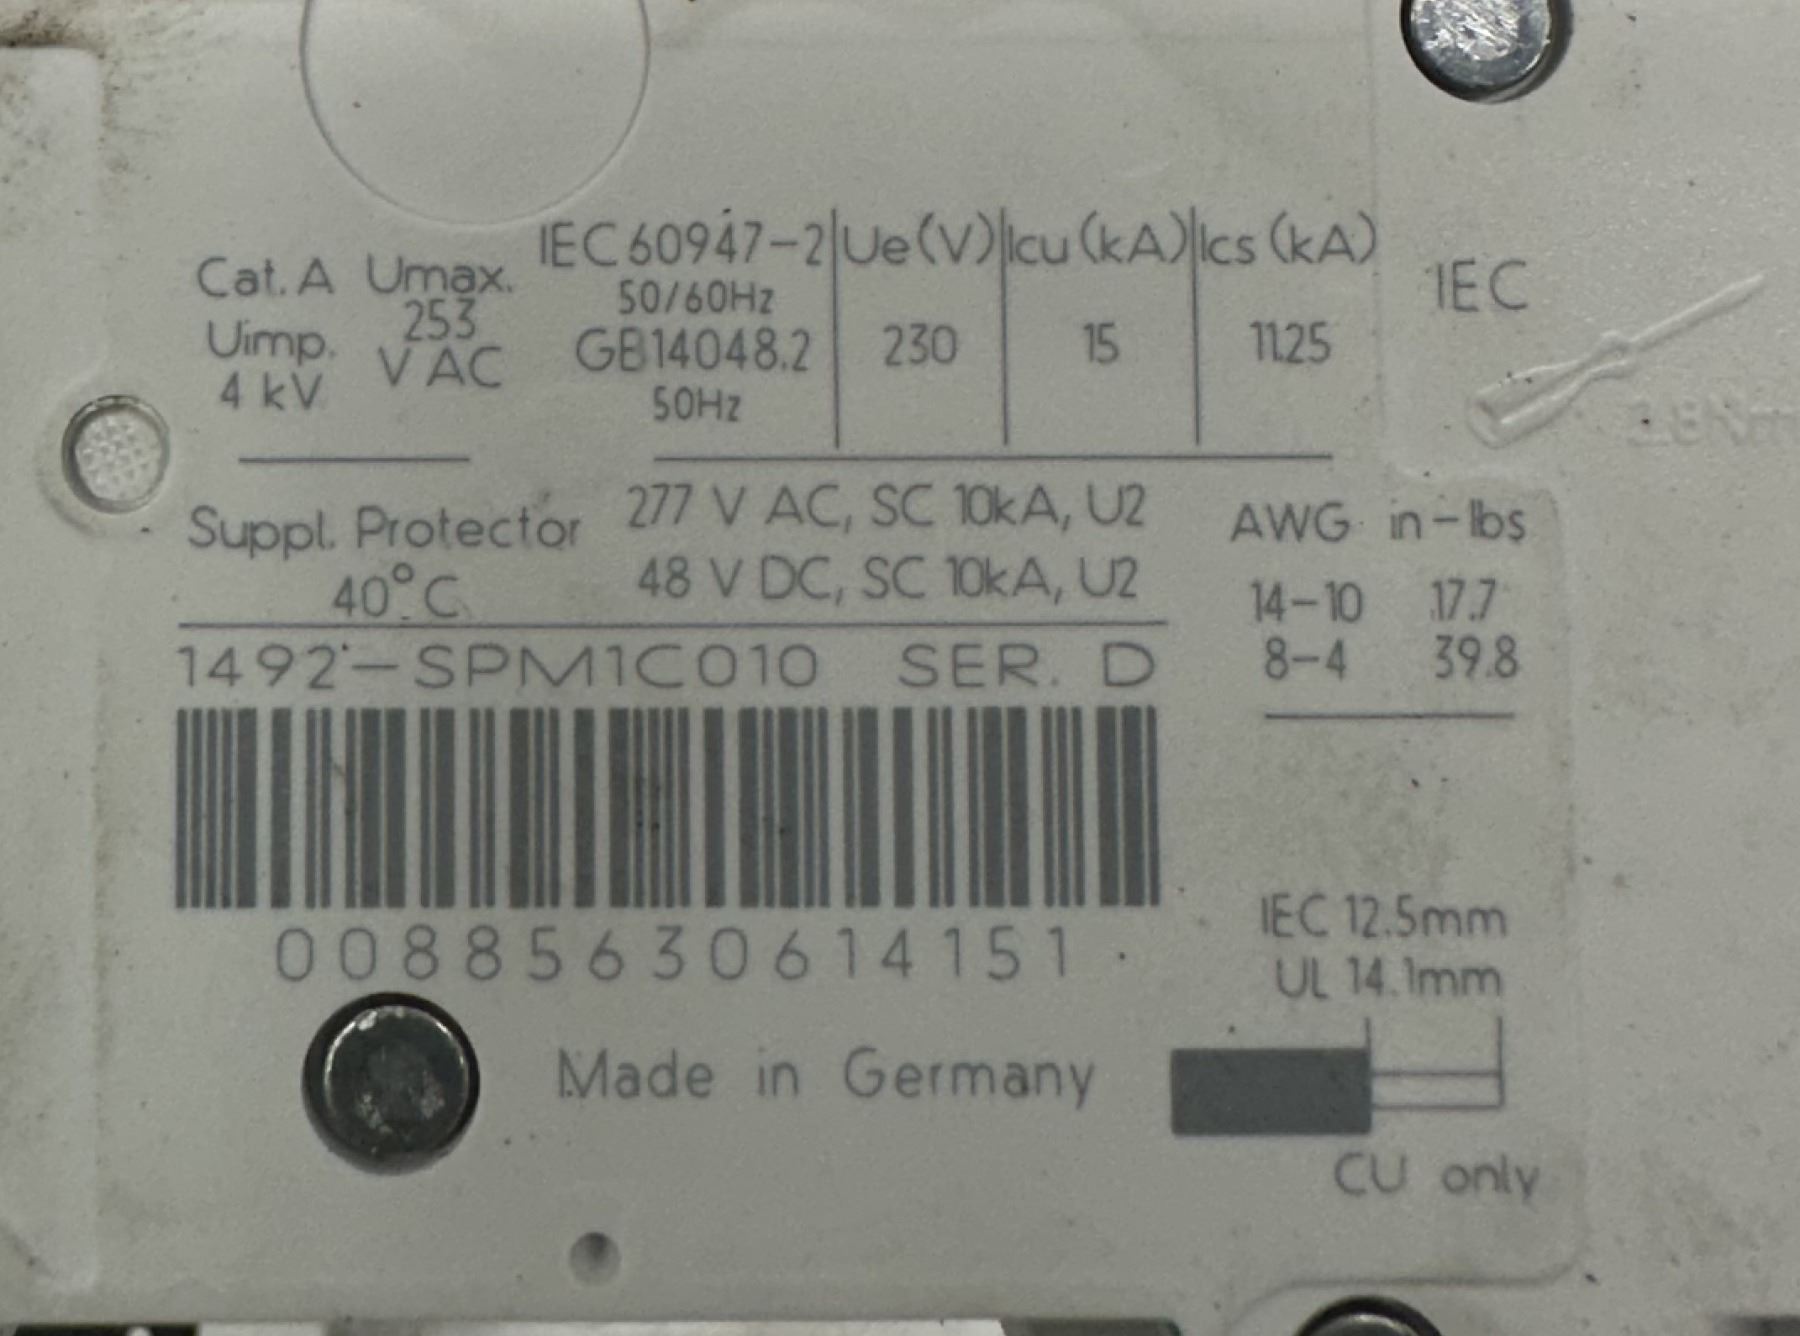 Cat. A Umax.
253
V AC
Uimp.
4 kV
IEC 60947-2 Ue (V) Icu (kA) Ics (kA)
50/60Hz
GB14048.2 230 15 11.25
50Hz
IEC
2.8Nm
Suppl. Protector
40°C
277 V AC, SC 10kA, U2
48 V DC, SC 10kA, U2
AWG in-lbs
14-10 17.7
8-4 39.8
1492-SPM1C010 SER. D
00885630614151
IEC 12.5mm
UL 14.1mm
Made in Germany
CU only